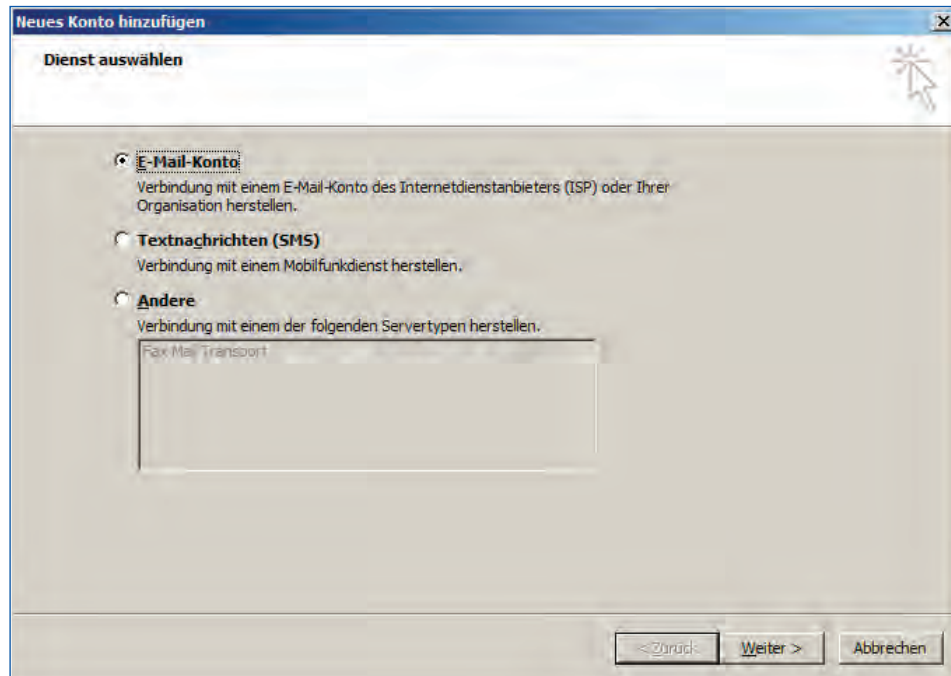 Neues Konto hinzufügen
Dienst auswählen
E-Mail-Konto
Verbindung mit einem E-Mail-Konto des Internetdienstanbieters (ISP) oder Ihrer
Organisation herstellen.
Textnachrichten (SMS)
Verbindung mit einem Mobilfunkdienst herstellen.
Andere
Verbindung mit einem der folgenden Servertypen herstellen.
Fax Mail Transport
< Zurück Weiter > Abbrechen